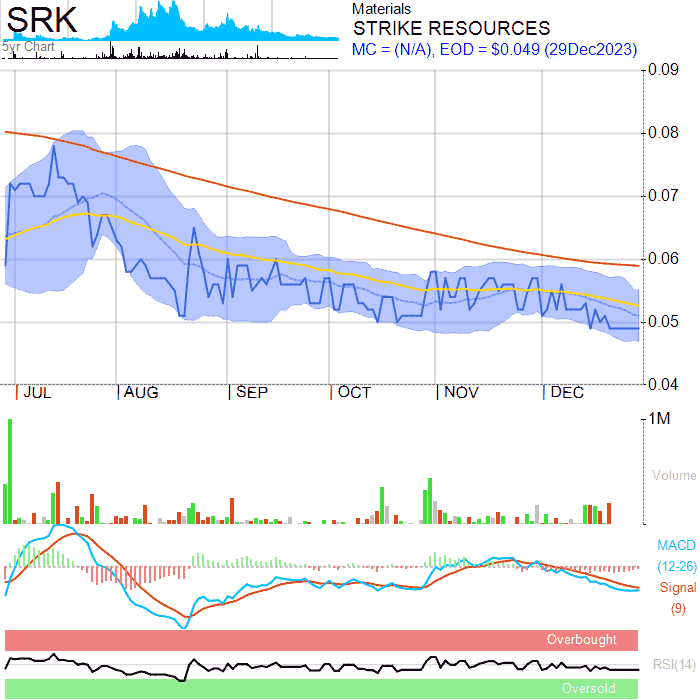 SRK
5yr Chart
Materials
STRIKE RESOURCES
MC = (N/A), EOD = $0.049 (29Dec2023)
0.09
0.08
0.07
0.06
0.05
0.04
JUL AUG SEP OCT NOV DEC
1M
Volume
MACD
(12-26)
Signal
(9)
Overbought
RSI(14)
Oversold